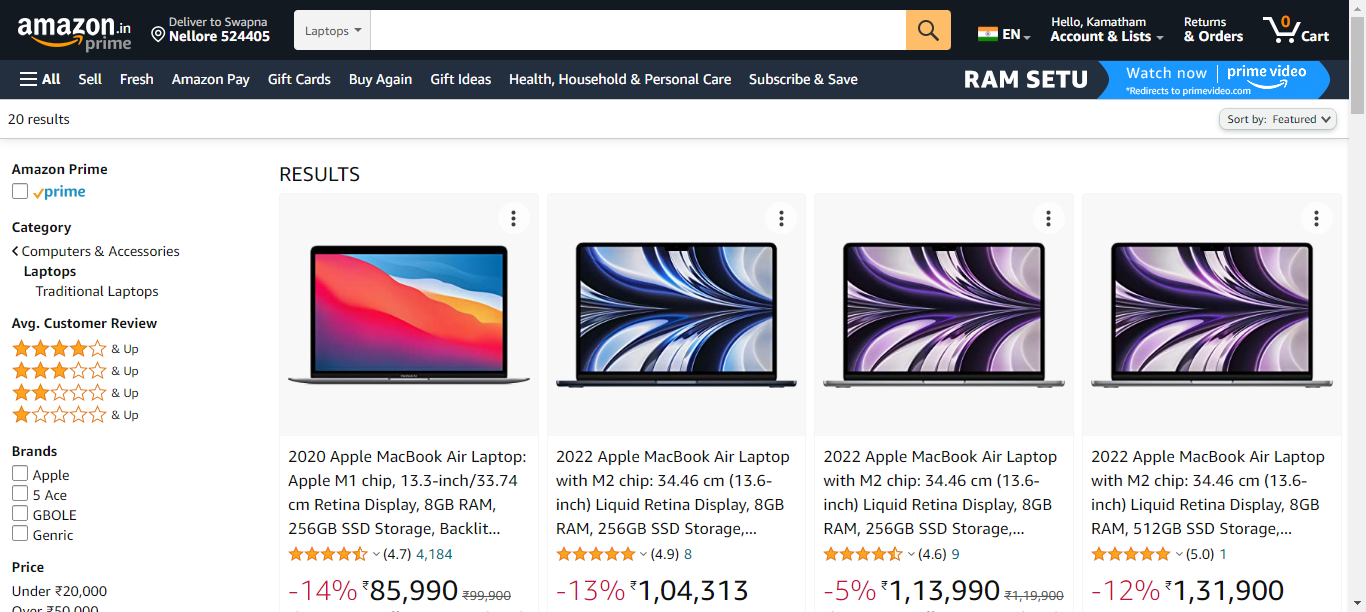 amazon.in
prime
Deliver to Swapna
Nellore 524405
Laptops
EN
Hello, Kamatham
Account & Lists
Returns
& Orders
0
Cart
All
Sell
Fresh
Amazon Pay
Gift Cards
Buy Again
Gift Ideas
Health, Household & Personal Care
Subscribe & Save
RAM SETU
Watch now
prime video
*Redirects to primevideo.com
20 results
Sort by: Featured
Amazon Prime
prime
Category
Computers & Accessories
Laptops
Traditional Laptops
Avg. Customer Review
& Up
& Up
& Up
& Up
Brands
Apple
5 Ace
GBOLE
Genric
Price
Under ₹20,000
Over ₹50,000
RESULTS
2020 Apple MacBook Air Laptop:
Apple M1 chip, 13.3-inch/33.74
cm Retina Display, 8GB RAM,
256GB SSD Storage, Backlit...
(4.7) 4,184
-14% ₹85,990 ₹99,900
2022 Apple MacBook Air Laptop
with M2 chip: 34.46 cm (13.6-
inch) Liquid Retina Display, 8GB
RAM, 256GB SSD Storage,...
(4.9) 8
-13% ₹1,04,313
2022 Apple MacBook Air Laptop
with M2 chip: 34.46 cm (13.6-
inch) Liquid Retina Display, 8GB
RAM, 256GB SSD Storage,...
(4.6) 9
-5% ₹1,13,990 ₹1,19,900
2022 Apple MacBook Air Laptop
with M2 chip: 34.46 cm (13.6-
inch) Liquid Retina Display, 8GB
RAM, 512GB SSD Storage,...
(5.0) 1
-12% ₹1,31,900